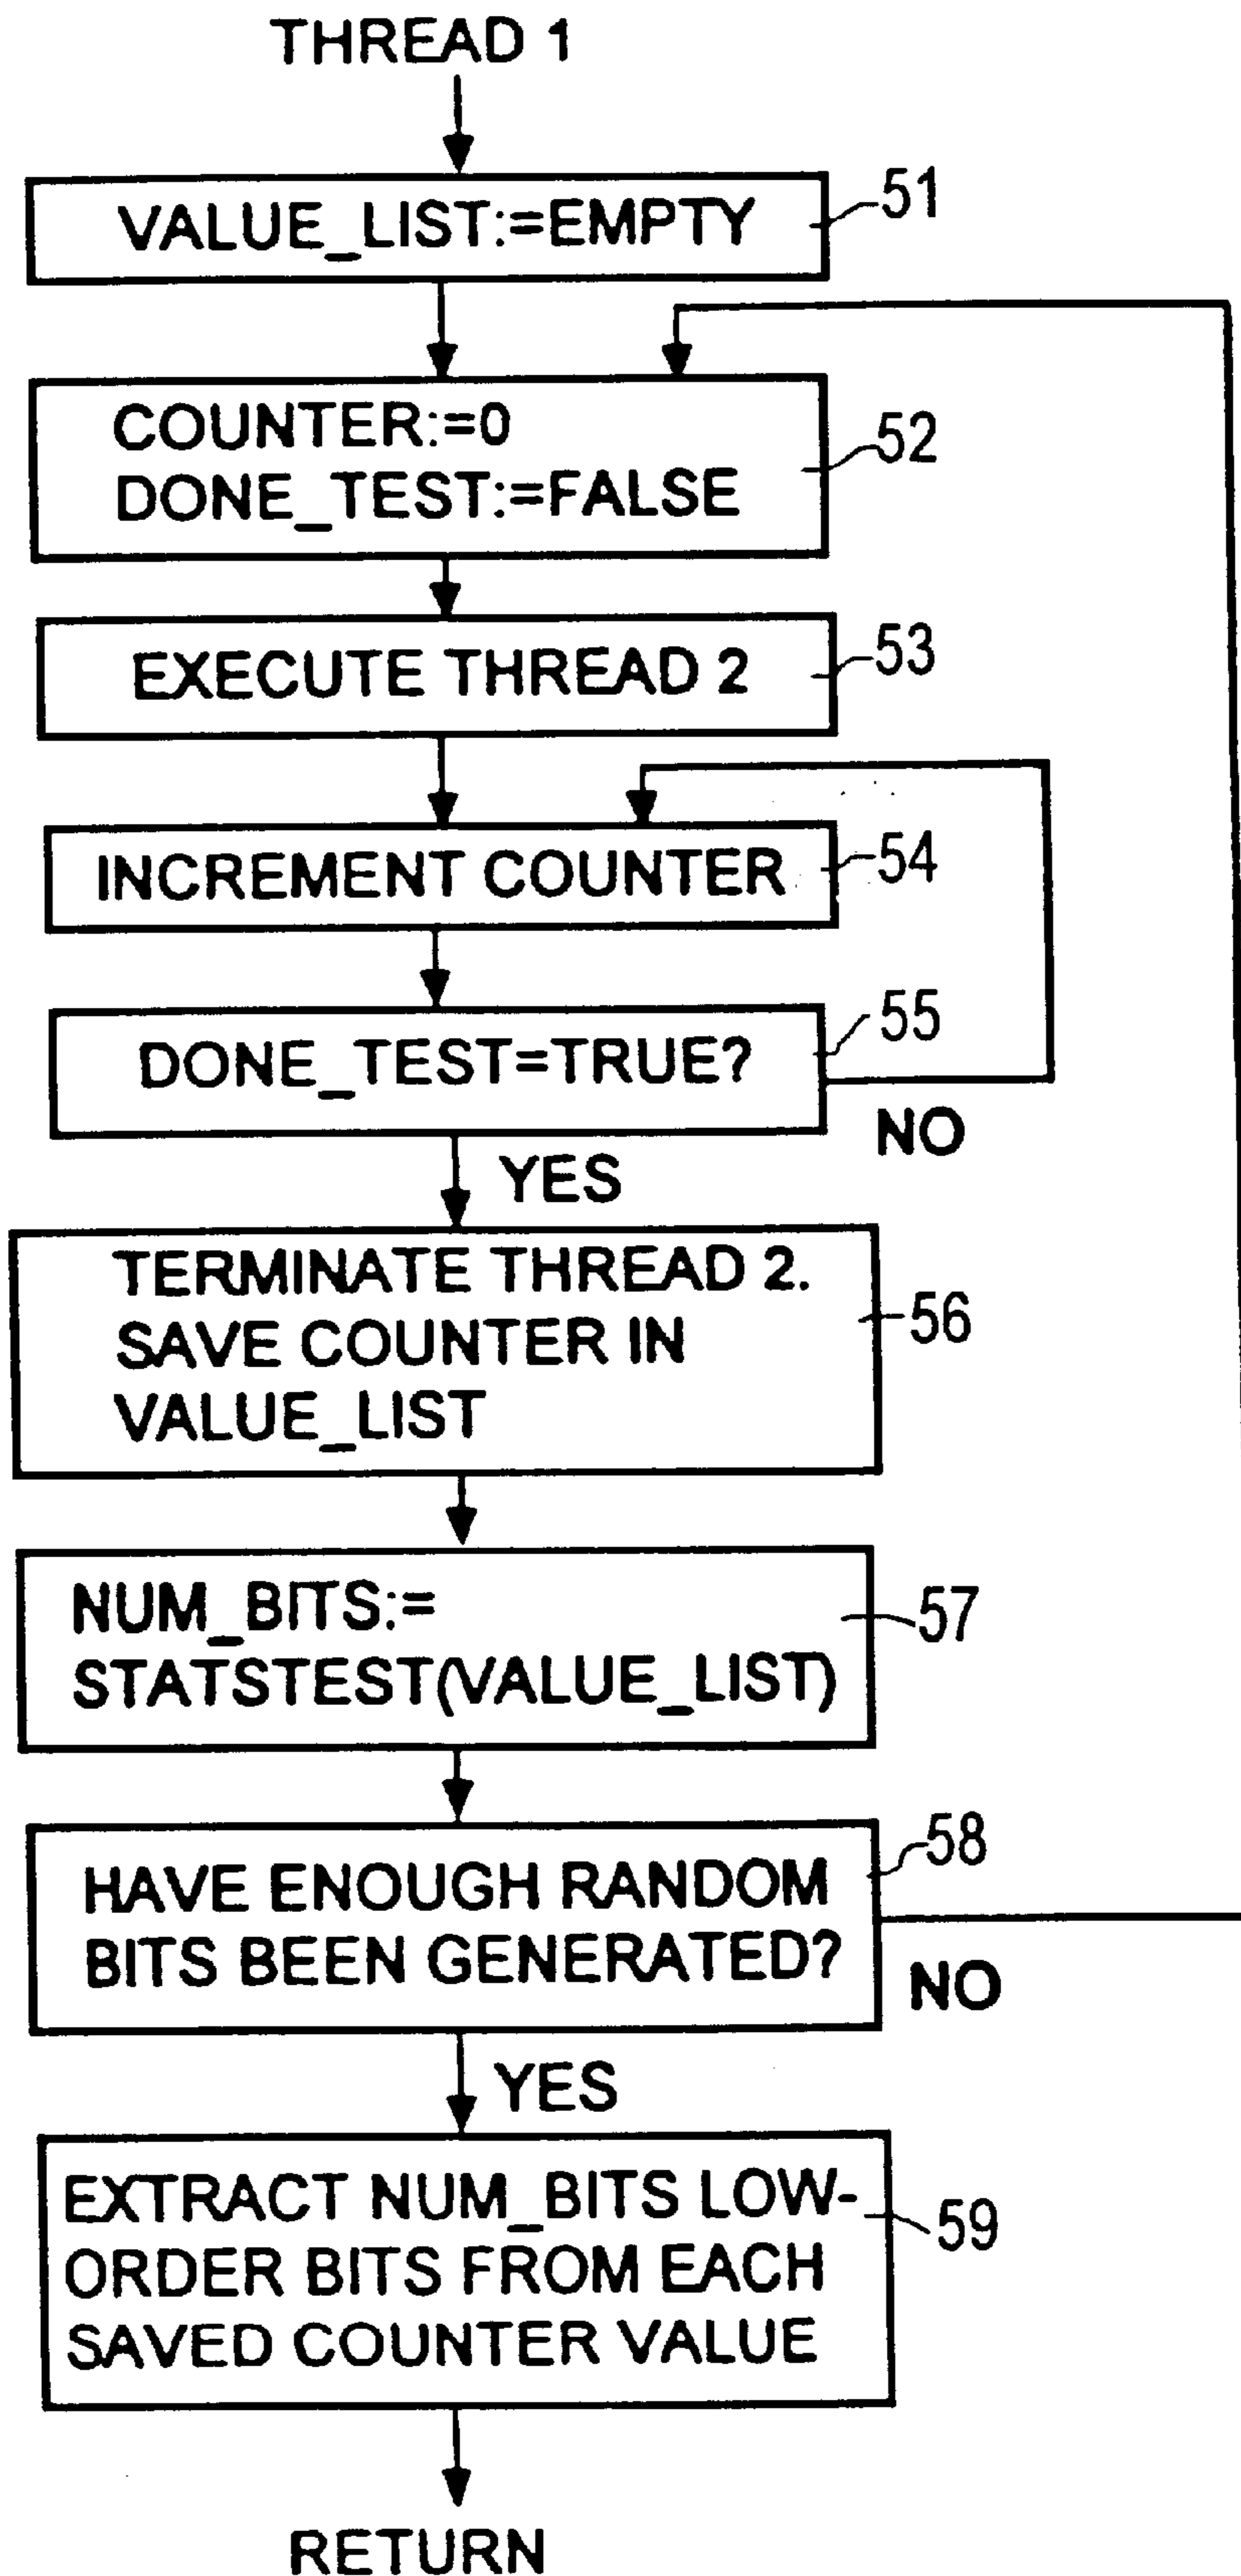 THREAD 1
VALUE_LIST:=EMPTY
51
COUNTER:=0
DONE_TEST:=FALSE
52
EXECUTE THREAD 2
53
INCREMENT COUNTER
54
DONE_TEST=TRUE?
55
NO
YES
TERMINATE THREAD 2.
SAVE COUNTER IN
VALUE_LIST
56
NUM_BITS:=
STATSTEST(VALUE_LIST)
57
HAVE ENOUGH RANDOM
BITS BEEN GENERATED?
58
NO
YES
EXTRACT NUM_BITS LOW-
ORDER BITS FROM EACH
SAVED COUNTER VALUE
59
RETURN